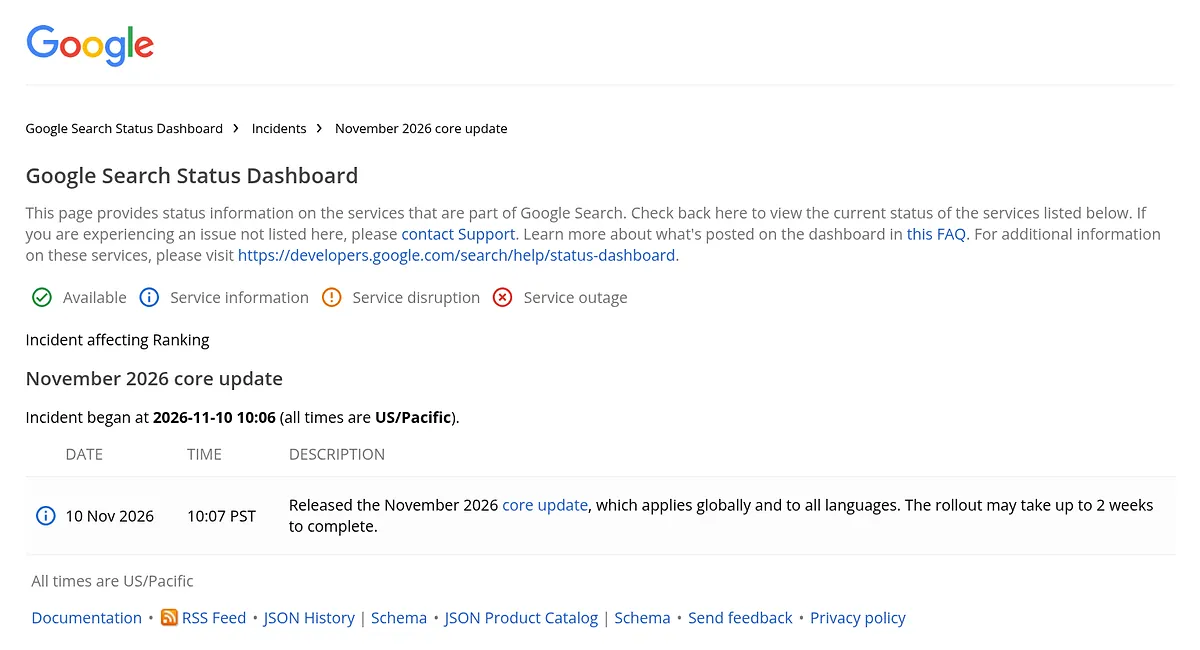 Google
Google Search Status Dashboard > Incidents > November 2026 core update
Google Search Status Dashboard
This page provides status information on the services that are part of Google Search. Check back here to view the current status of the services listed below. If
you are experiencing an issue not listed here, please contact Support. Learn more about what's posted on the dashboard in this FAQ. For additional information
on these services, please visit https://developers.google.com/search/help/status-dashboard.
Available Service information Service disruption Service outage
Incident affecting Ranking
November 2026 core update
Incident began at 2026-11-10 10:06 (all times are US/Pacific).
DATE TIME DESCRIPTION
10 Nov 2026 10:07 PST Released the November 2026 core update, which applies globally and to all languages. The rollout may take up to 2 weeks
to complete.
All times are US/Pacific
Documentation • RSS Feed • JSON History | Schema • JSON Product Catalog | Schema • Send feedback • Privacy policy